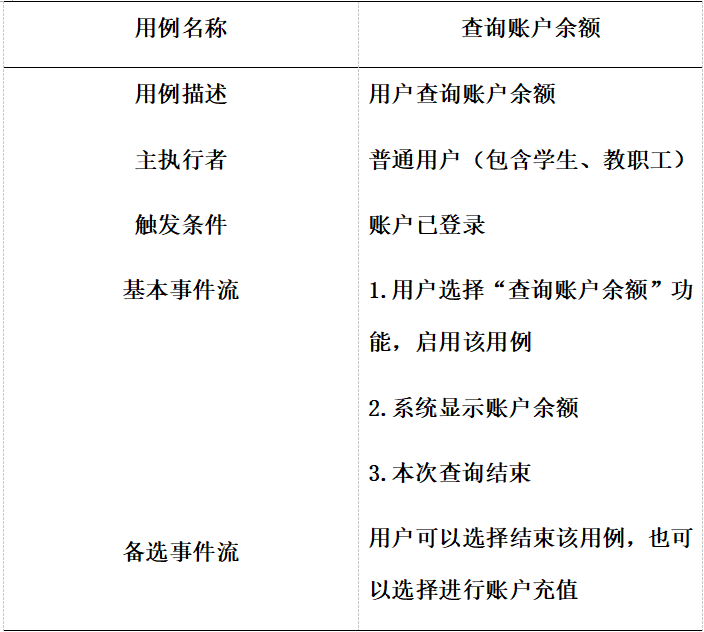 用例名称 查询账户余额
用例描述 用户查询账户余额
主执行者 普通用户（包含学生、教职工）
触发条件 账户已登录
基本事件流 1.用户选择“查询账户余额”功
能，启用该用例
2.系统显示账户余额
3.本次查询结束
备选事件流 用户可以选择结束该用例，也可
以选择进行账户充值